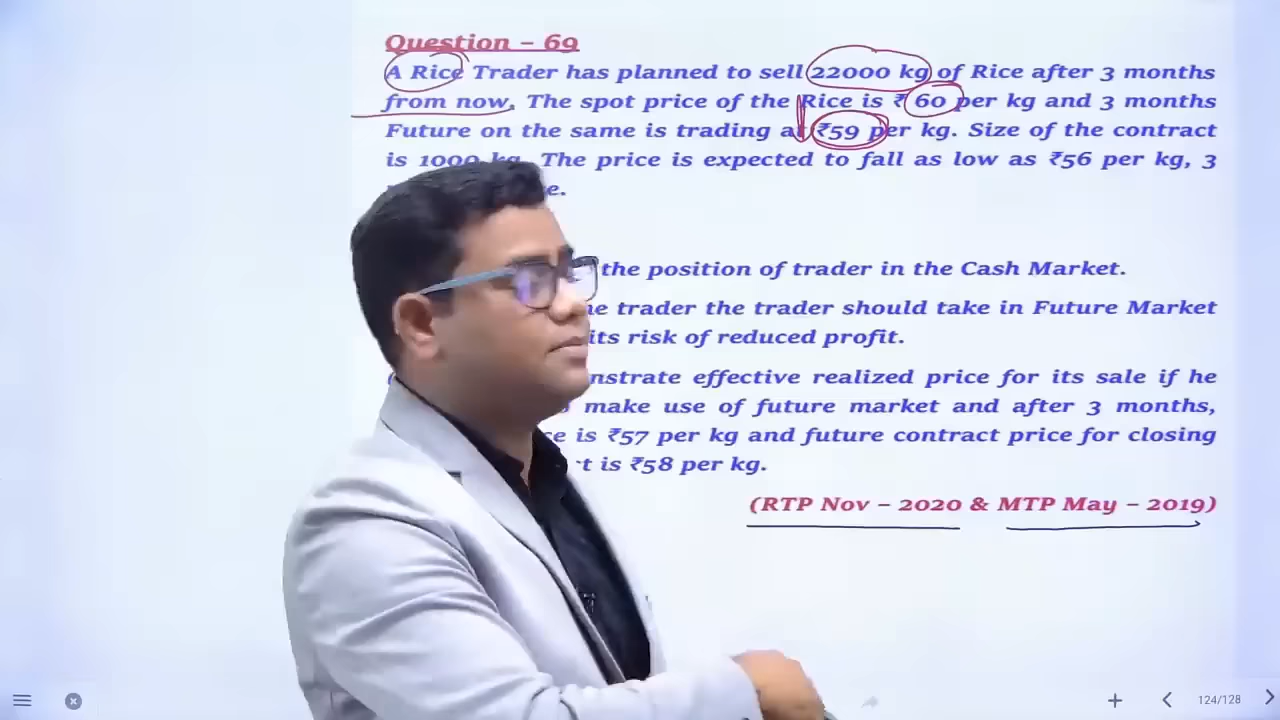 Question – 69
A Rice Trader has planned to sell 22000 kg of Rice after 3 months
from now. The spot price of the Rice is ₹ 60 per kg and 3 months
Future on the same is trading at ₹59 per kg. Size of the contract
is 1000 kg. The price is expected to fall as low as ₹56 per kg, 3
the position of trader in the Cash Market.
trader the trader should take in Future Market
its risk of reduced profit.
effective realized price for its sale if he
make use of future market and after 3 months,
is ₹57 per kg and future contract price for closing
is ₹58 per kg.
(RTP Nov – 2020 & MTP May – 2019)
124/128